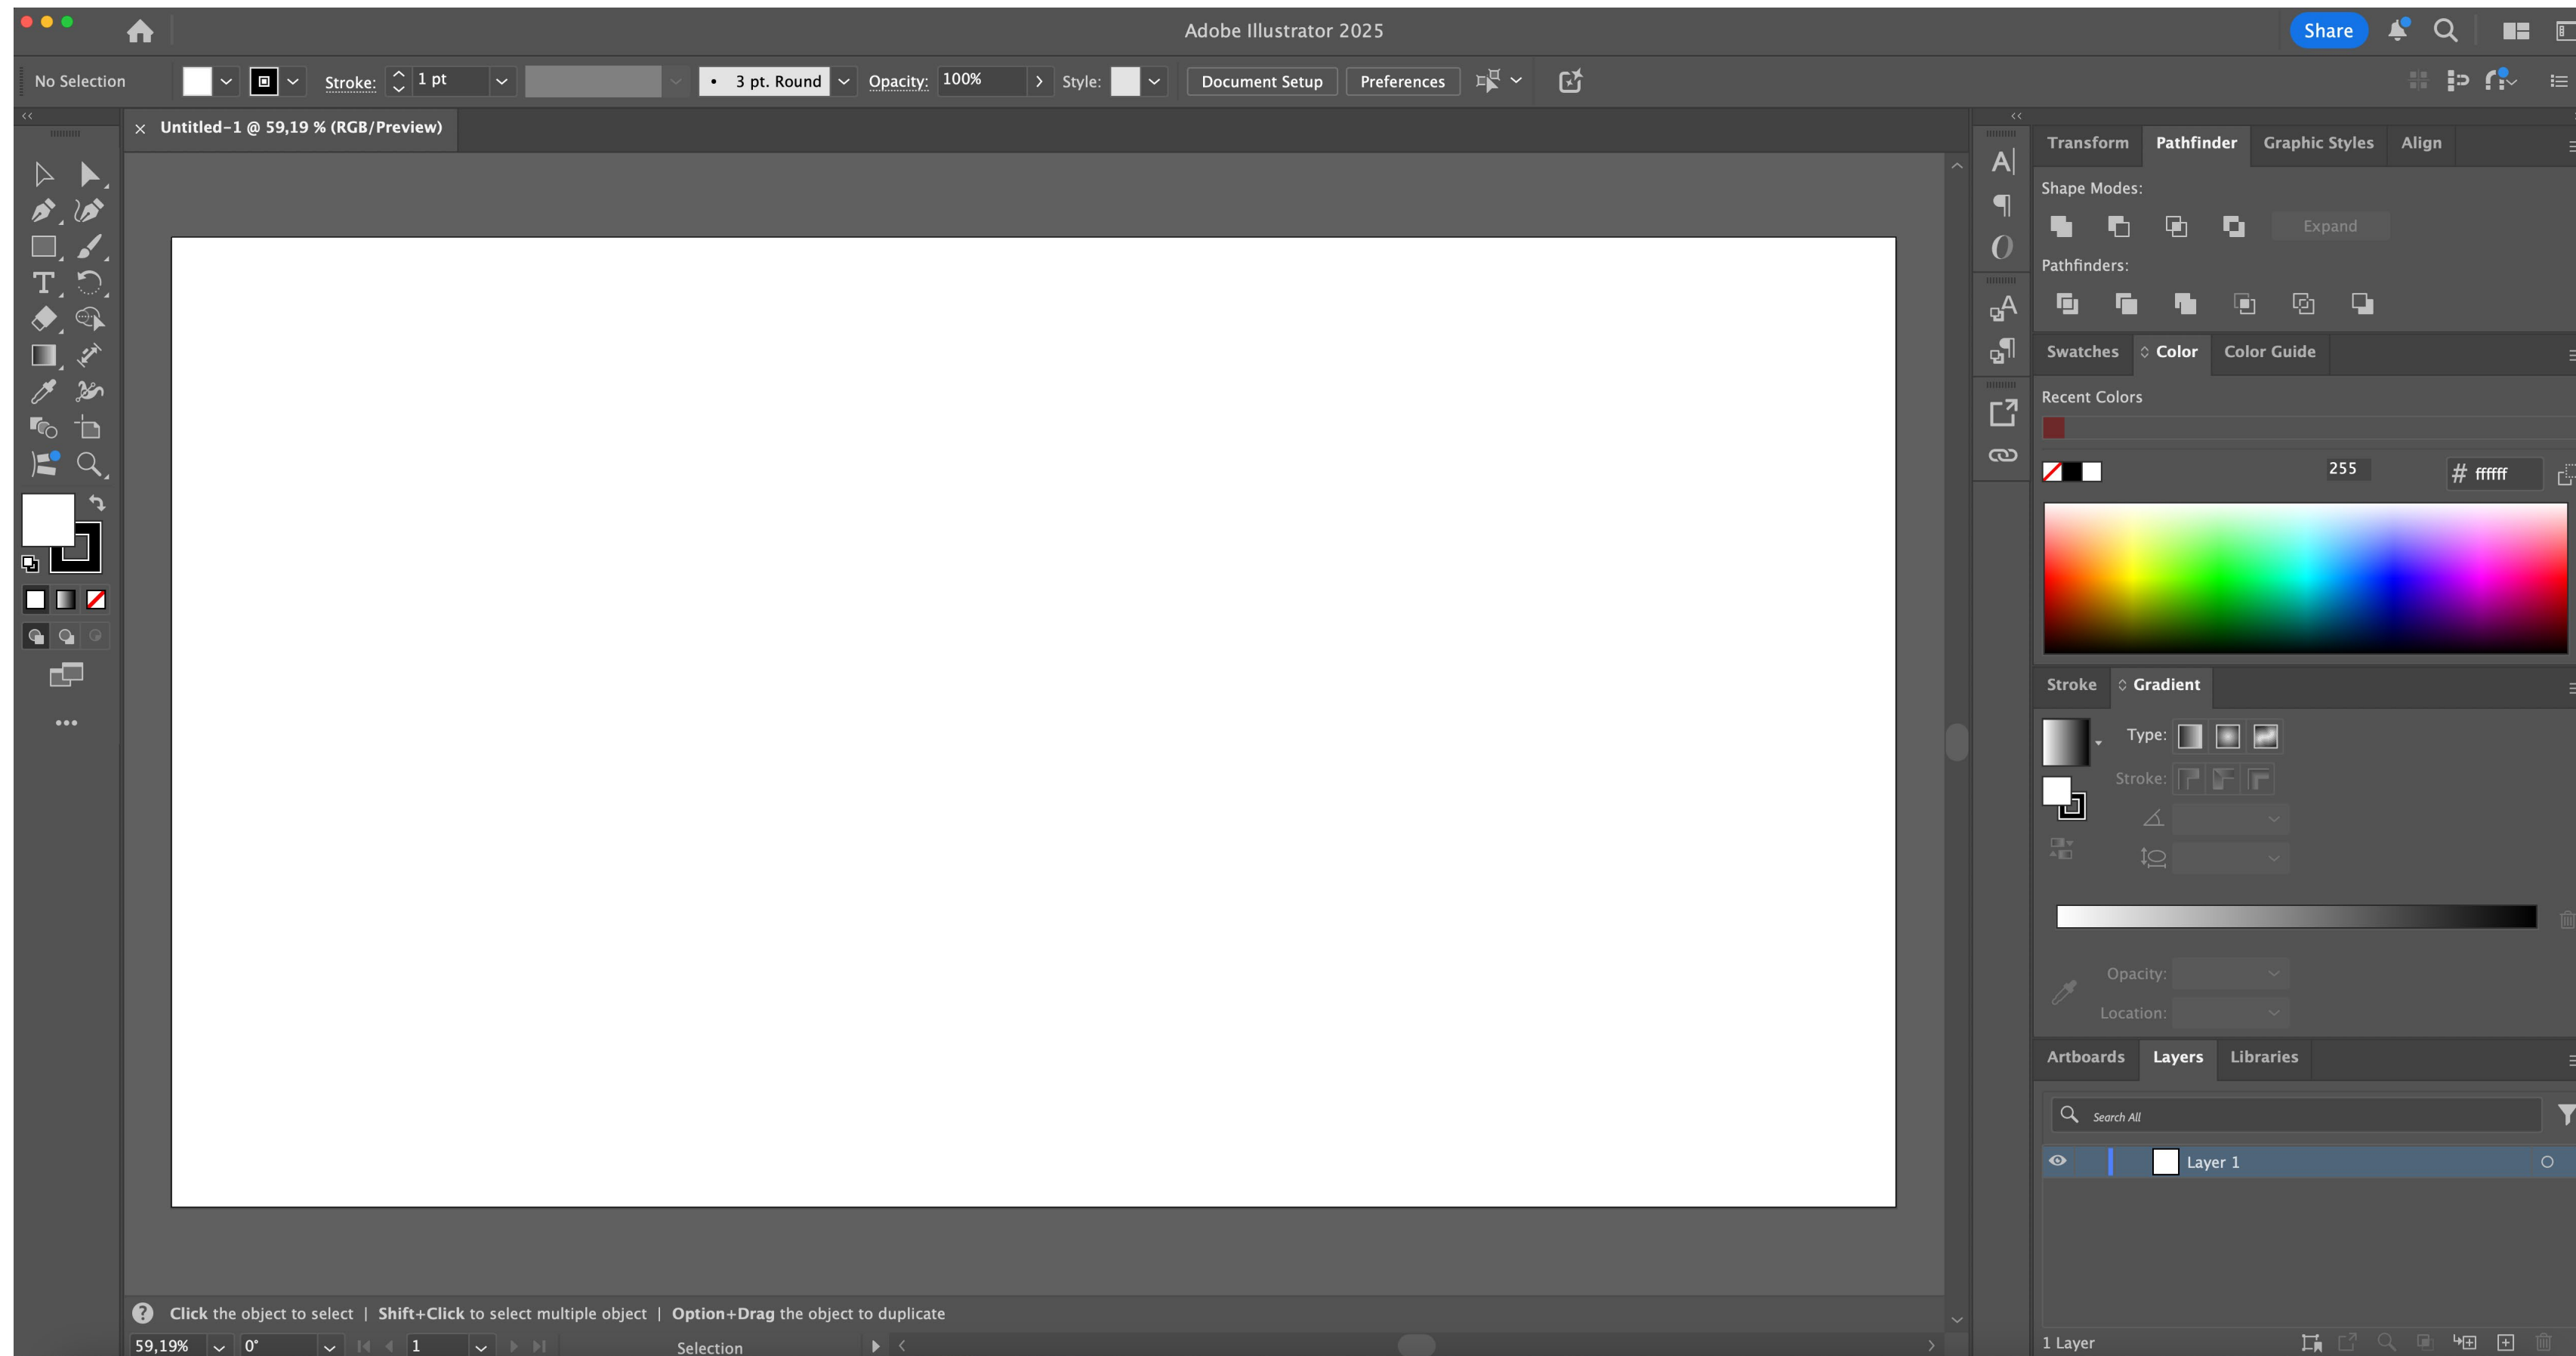 Adobe Illustrator 2025
Share
No Selection
Stroke: 1 pt
3 pt. Round
Opacity: 100%
Style:
Document Setup
Preferences
Untitled-1 @ 59,19 % (RGB/Preview)
Transform Pathfinder Graphic Styles Align
Shape Modes:
Expand
Pathfinders:
Swatches Color Color Guide
Recent Colors
255 # ffffff
Stroke Gradient
Type:
Stroke:
Opacity:
Location:
Artboards Layers Libraries
Search All
Layer 1
1 Layer
Click the object to select | Shift+Click to select multiple object | Option+Drag the object to duplicate
59,19% 0° 1 Selection